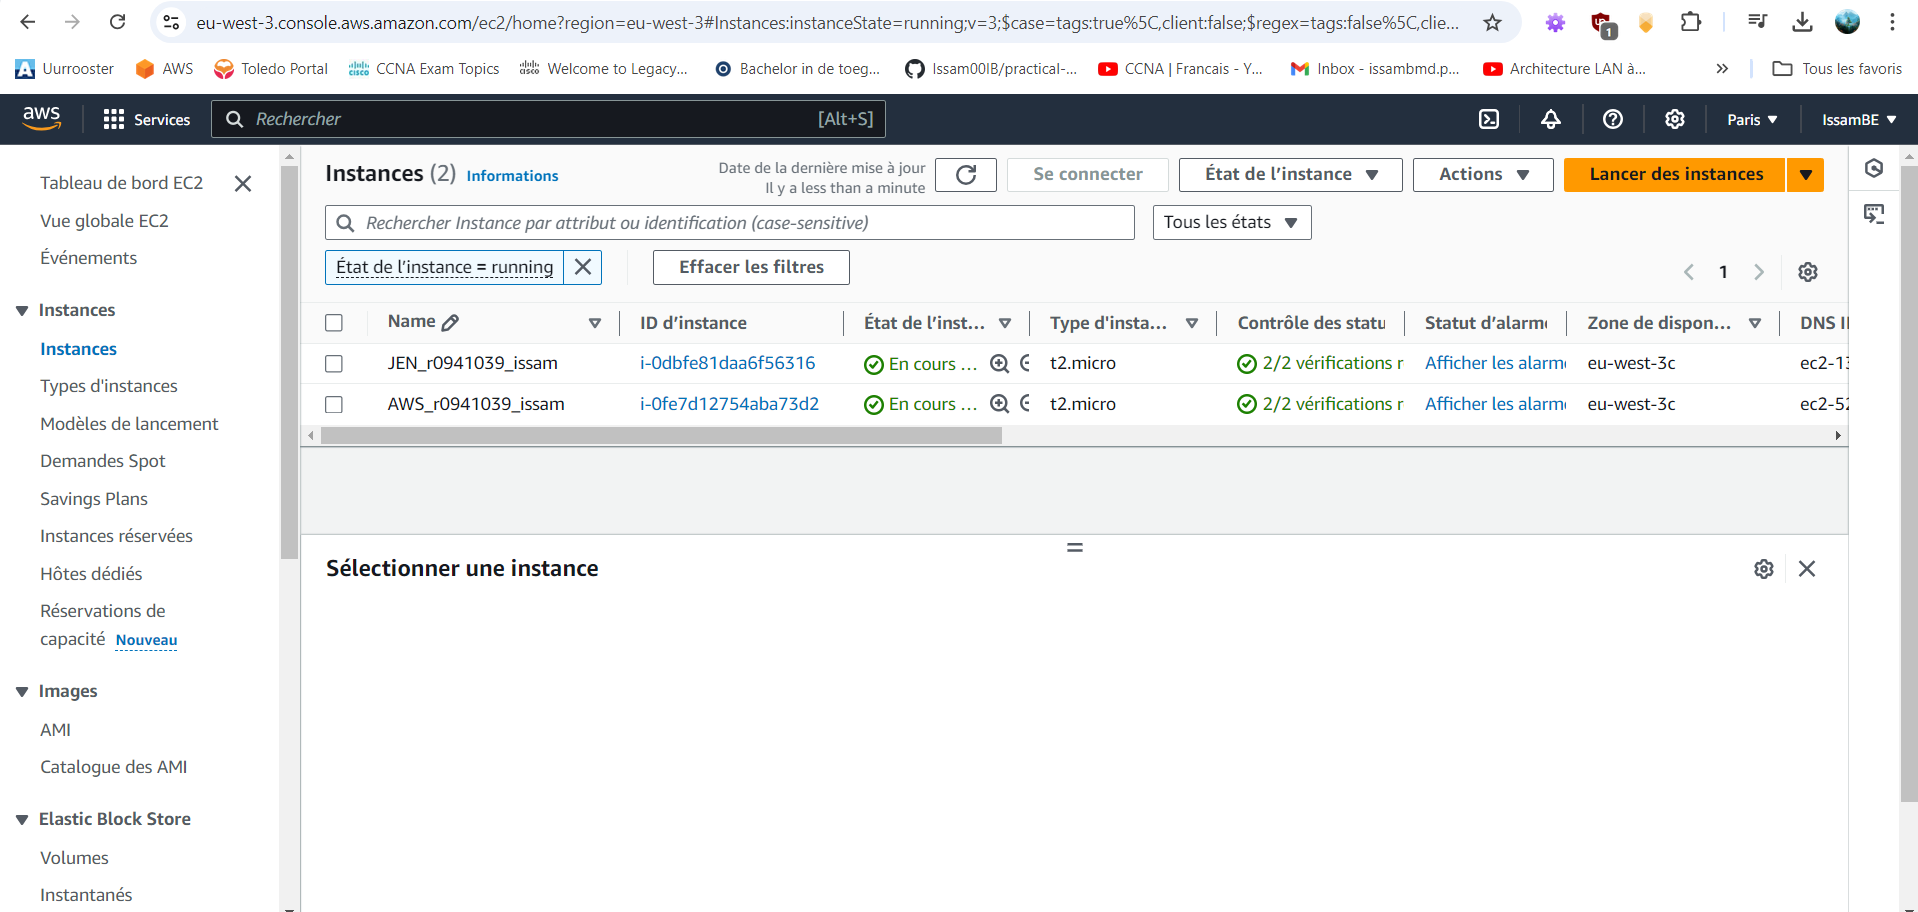 eu-west-3.console.aws.amazon.com/ec2/home?region=eu-west-3#Instances:instanceState=running;v=3;$case=tags:true%5C,client:false;$regex=tags:false%5C,clie...
1
Uurrooster AWS Toledo Portal CCNA Exam Topics Welcome to Legacy... Bachelor in de toeg... Issam00IB/practical-... CCNA | Francais - Y... Inbox - issambmd.p... Architecture LAN à... Tous les favoris
aws Services Rechercher [Alt+S] Paris IssamBE
Tableau de bord EC2
Vue globale EC2
Événements
Instances
Instances
Types d'instances
Modèles de lancement
Demandes Spot
Savings Plans
Instances réservées
Hôtes dédiés
Réservations de
capacité Nouveau
Images
AMI
Catalogue des AMI
Elastic Block Store
Volumes
Instantanés
Instances (2) Informations
Date de la dernière mise à jour
Il y a less than a minute
Se connecter État de l'instance Actions Lancer des instances
Rechercher Instance par attribut ou identification (case-sensitive) Tous les états
État de l'instance = running Effacer les filtres 1
Name ID d'instance État de l'inst... Type d'insta... Contrôle des statu Statut d'alarme Zone de dispon... DNS
JEN_r0941039_issam i-0dbfe81daa6f56316 En cours ... t2.micro 2/2 vérifications r Afficher les alarme eu-west-3c ec2-13
AWS_r0941039_issam i-0fe7d12754aba73d2 En cours ... t2.micro 2/2 vérifications r Afficher les alarme eu-west-3c ec2-52
Sélectionner une instance